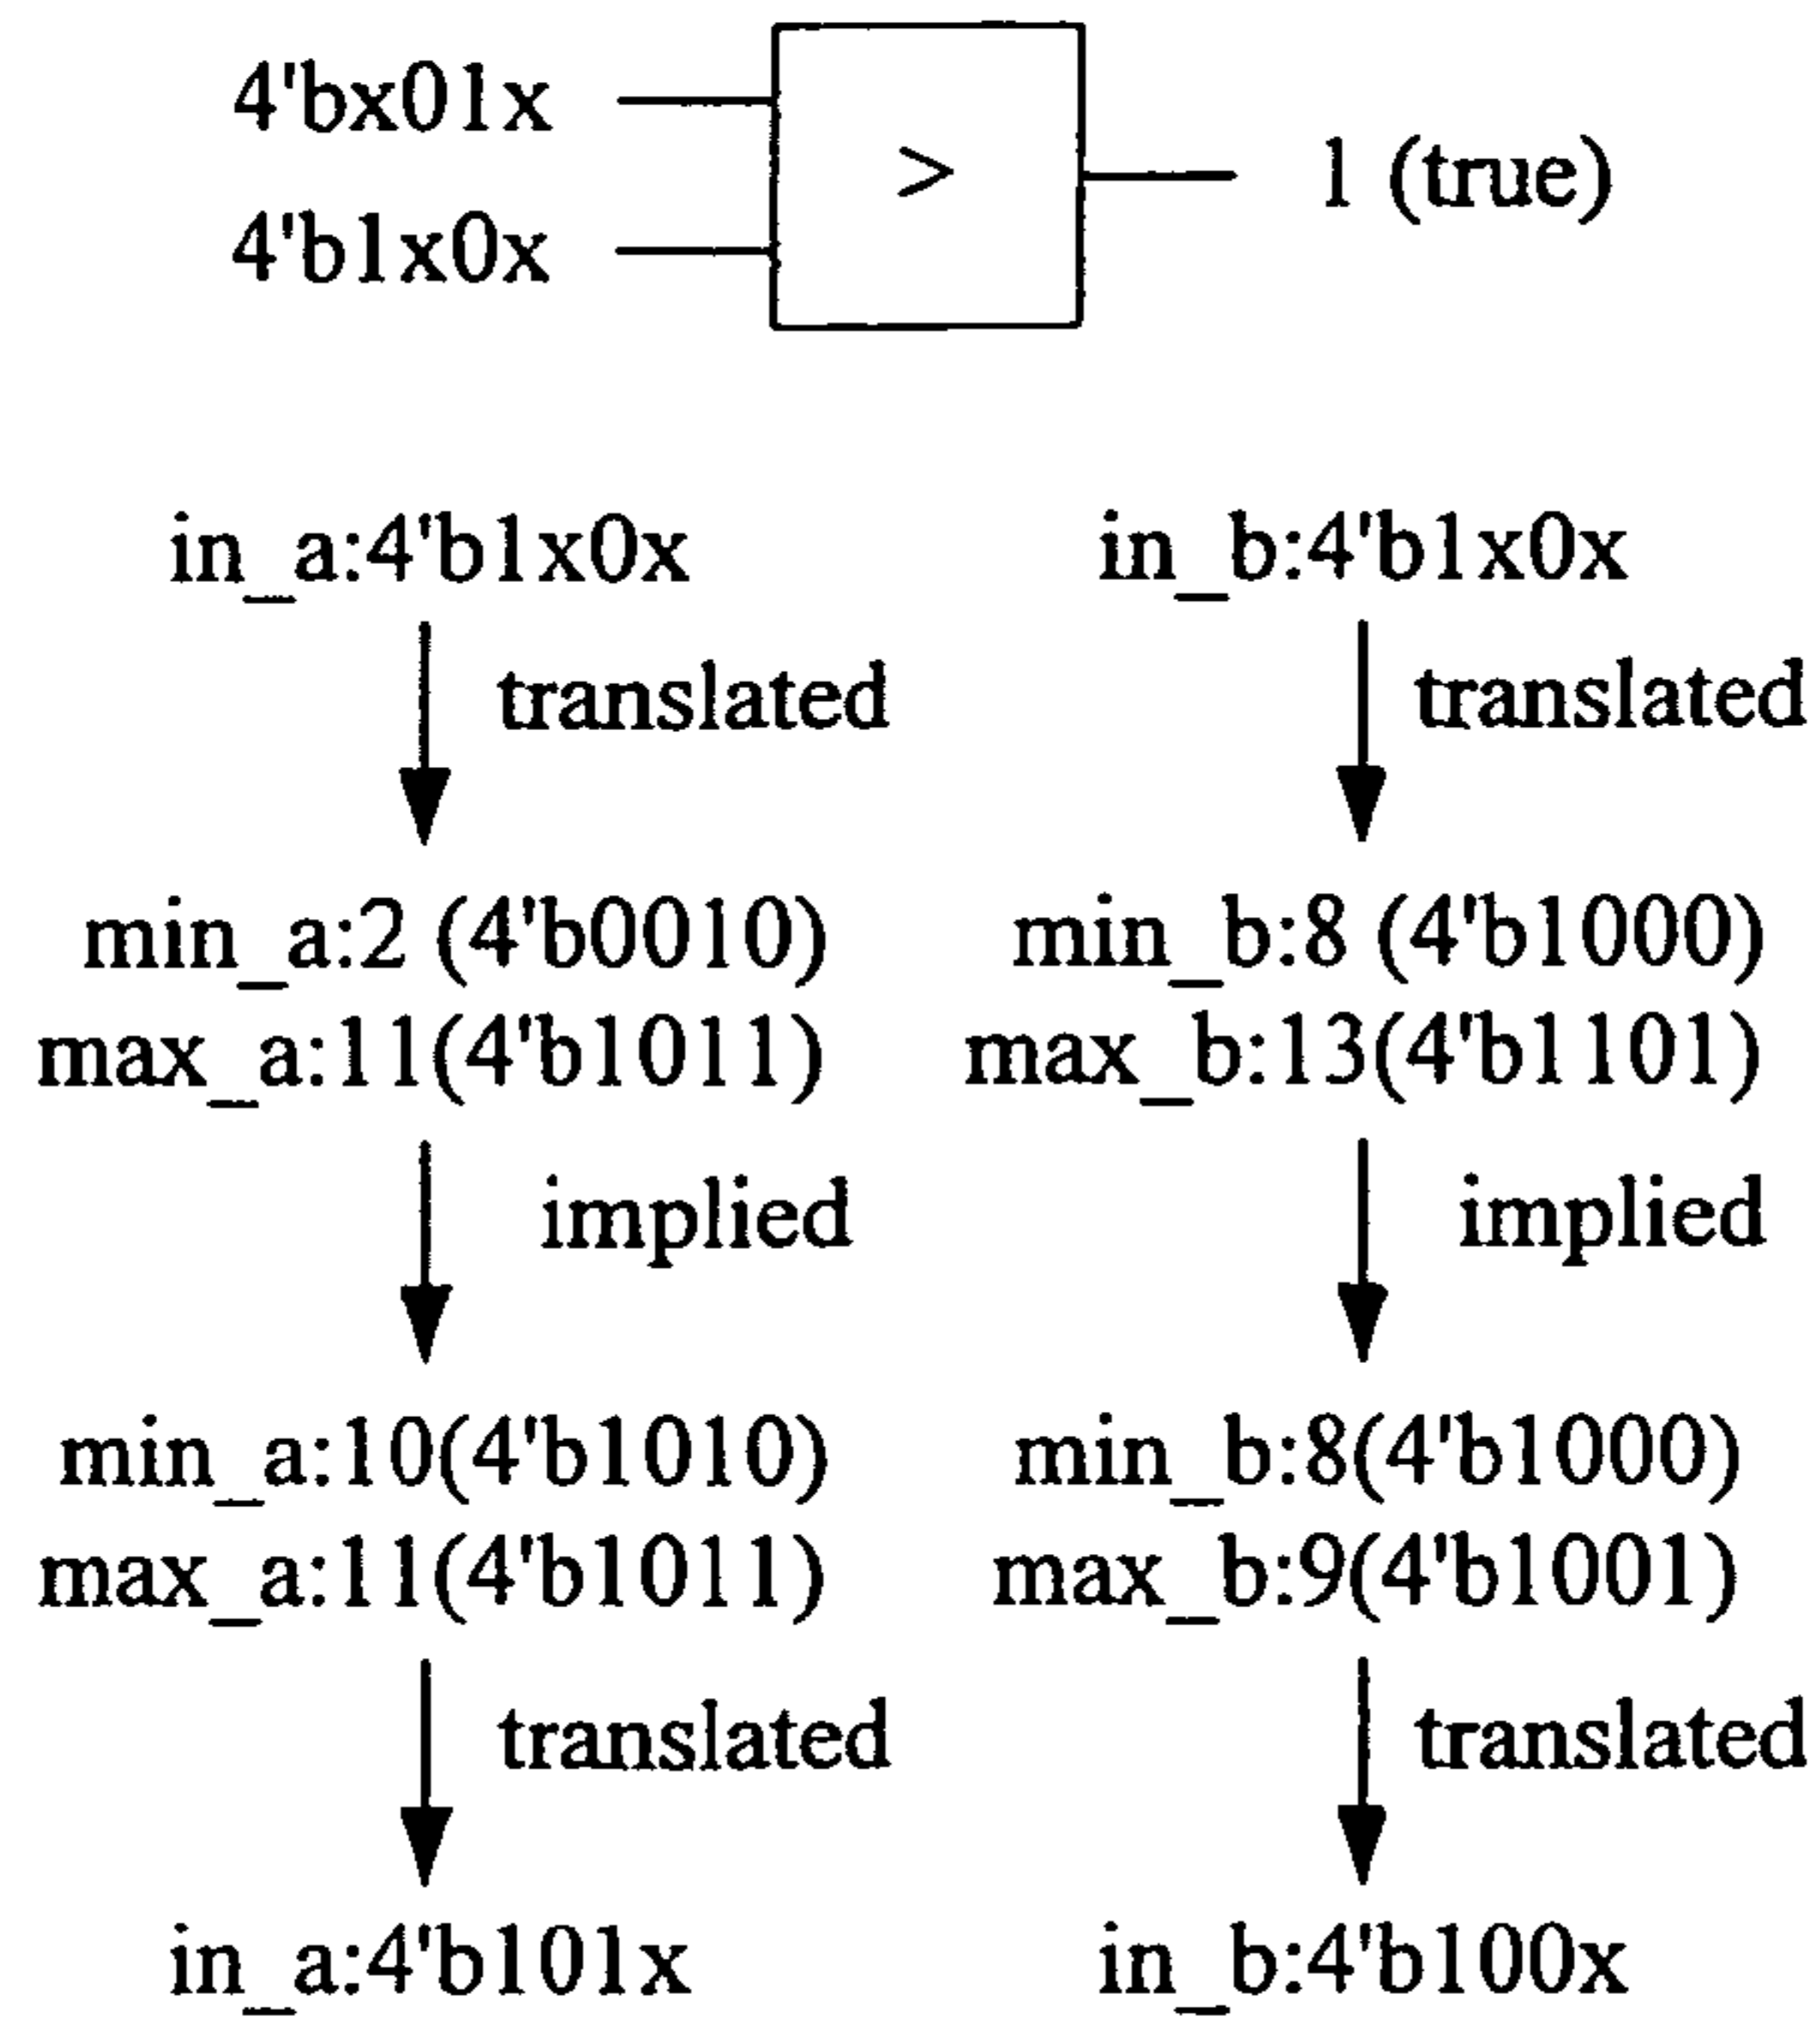 4'bx01x
> 1 (true)
4'b1x0x
in_a:4'b1x0x in_b:4'b1x0x
translated translated
min_a:2 (4'b0010) min_b:8 (4'b1000)
max_a:11(4'b1011) max_b:13(4'b1101)
implied implied
min_a:10(4'b1010) min_b:8(4'b1000)
max_a:11(4'b1011) max_b:9(4'b1001)
translated translated
in_a:4'b101x in_b:4'b100x